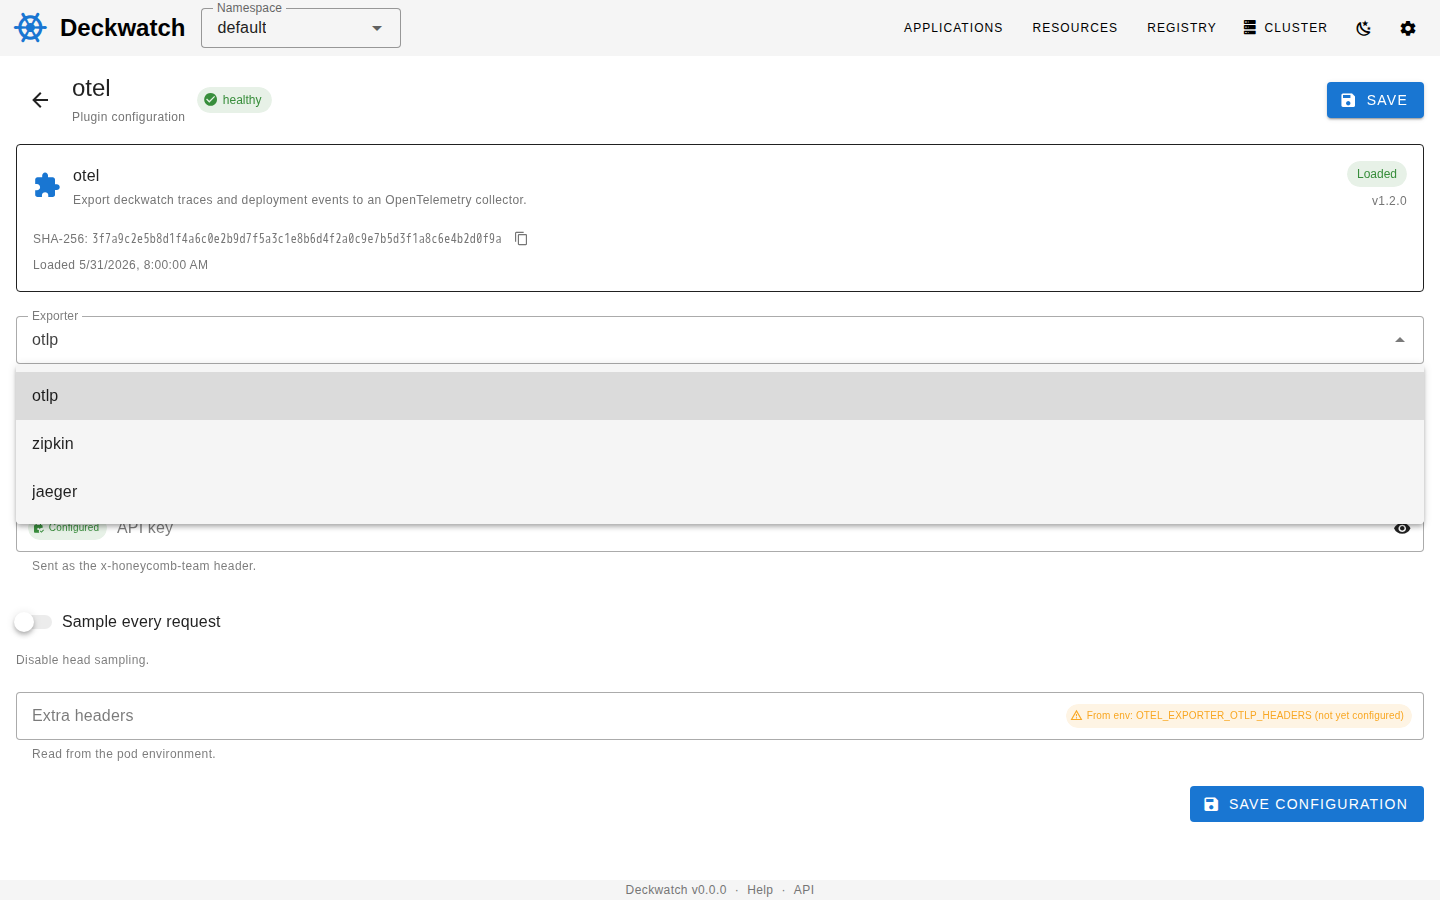 Deckwatch
Namespace
default
APPLICATIONS
RESOURCES
REGISTRY
CLUSTER
otel
healthy
Plugin configuration
SAVE
otel
Loaded
Export deckwatch traces and deployment events to an OpenTelemetry collector.
v1.2.0
SHA-256: 3f7a9c2e5b8d1f4a6c0e2b9d7f5a3c1e8b6d4f2a0c9e7b5d3f1a8c6e4b2d0f9a
Loaded 5/31/2026, 8:00:00 AM
Exporter
otlp
otlp
zipkin
jaeger
Configured
API key
Sent as the x-honeycomb-team header.
Sample every request
Disable head sampling.
Extra headers
From env: OTEL_EXPORTER_OTLP_HEADERS (not yet configured)
Read from the pod environment.
SAVE CONFIGURATION
Deckwatch v0.0.0 · Help · API